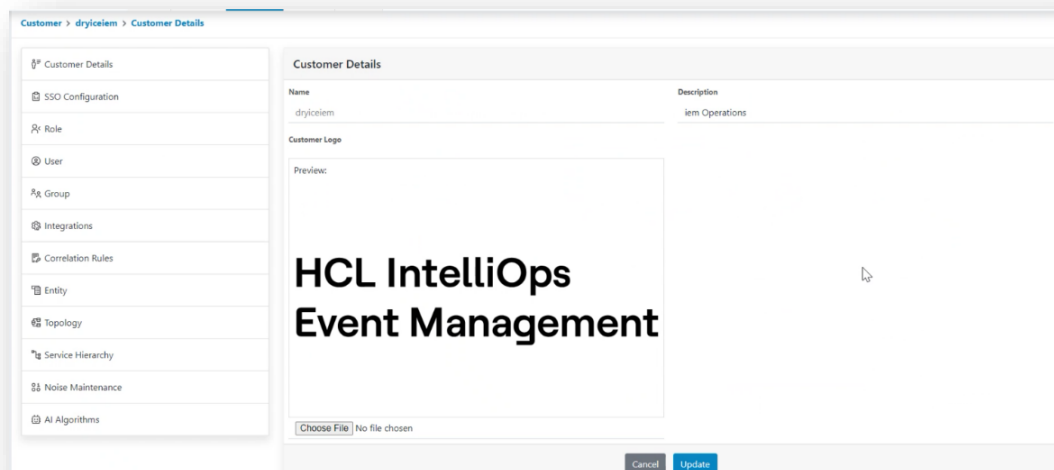 Customer > dryiceiem > Customer Details
Customer Details
SSO Configuration
Role
User
Group
Integrations
Correlation Rules
Entity
Topology
Service Hierarchy
Noise Maintenance
AI Algorithms
Customer Details
Name
dryiceiem
Description
iem Operations
Customer Logo
Preview:
HCL IntelliOps
Event Management
Choose File No file chosen
Cancel Update